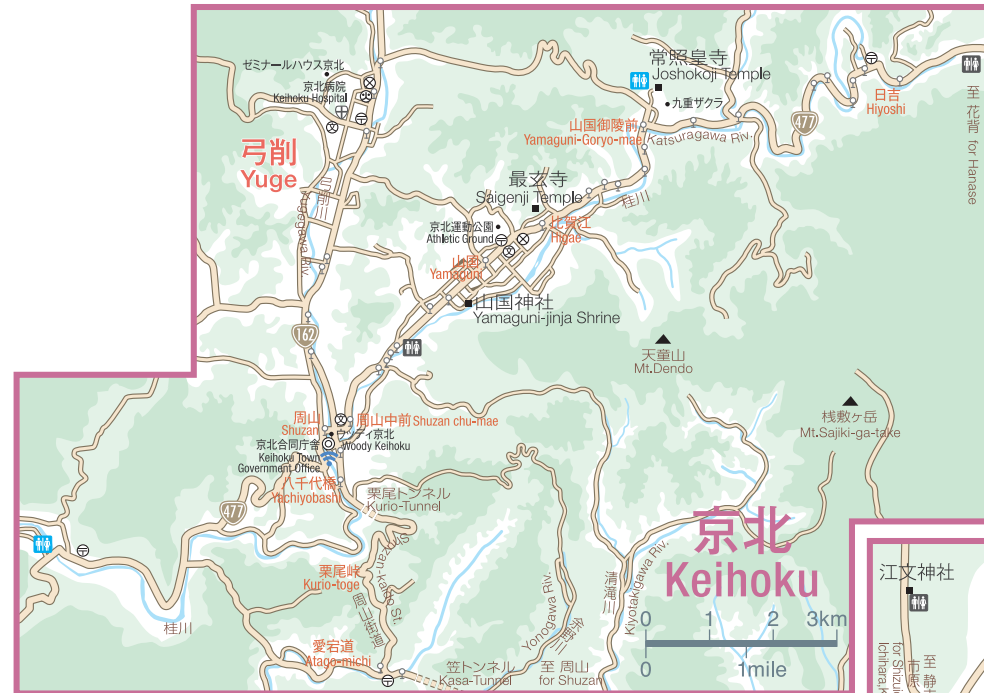 ゼミナールハウス京北
京北病院
Keihoku Hospital
弓削
Yuge
弓削川
Yugegawa Riv.
常照皇寺
Joshokoji Temple
九重ザクラ
山国御陵前
Yamaguni-Goryo-mae
Katsuragawa Riv.
桂川
477
日吉
Hiyoshi
至 花背 for Hanase
最玄寺
Saigenji Temple
京北運動公園
Athletic Ground
比賀江
Higae
山国
Yamaguni
山国神社
Yamaguni-jinja Shrine
162
天童山
Mt.Dendo
桟敷ヶ岳
Mt.Sajiki-ga-take
周山
Shuzan
周山中前 Shuzan chu-mae
ウッディ京北
Woody Keihoku
京北合同庁舎
Keihoku Town
Government Office
八千代橋
Yachiyobashi
477
栗尾トンネル
Kurio-Tunnel
栗尾峠
Kurio-toge
Shuzan-kaido St.
周山街道
桂川
愛宕道
Atago-michi
笠トンネル
Kasa-Tunnel
至 周山
for Shuzan
Yonogawa Riv.
清滝川
Kiyotakigawa Riv.
京北
Keihoku
0 1 2 3km
0 1mile
江文神社